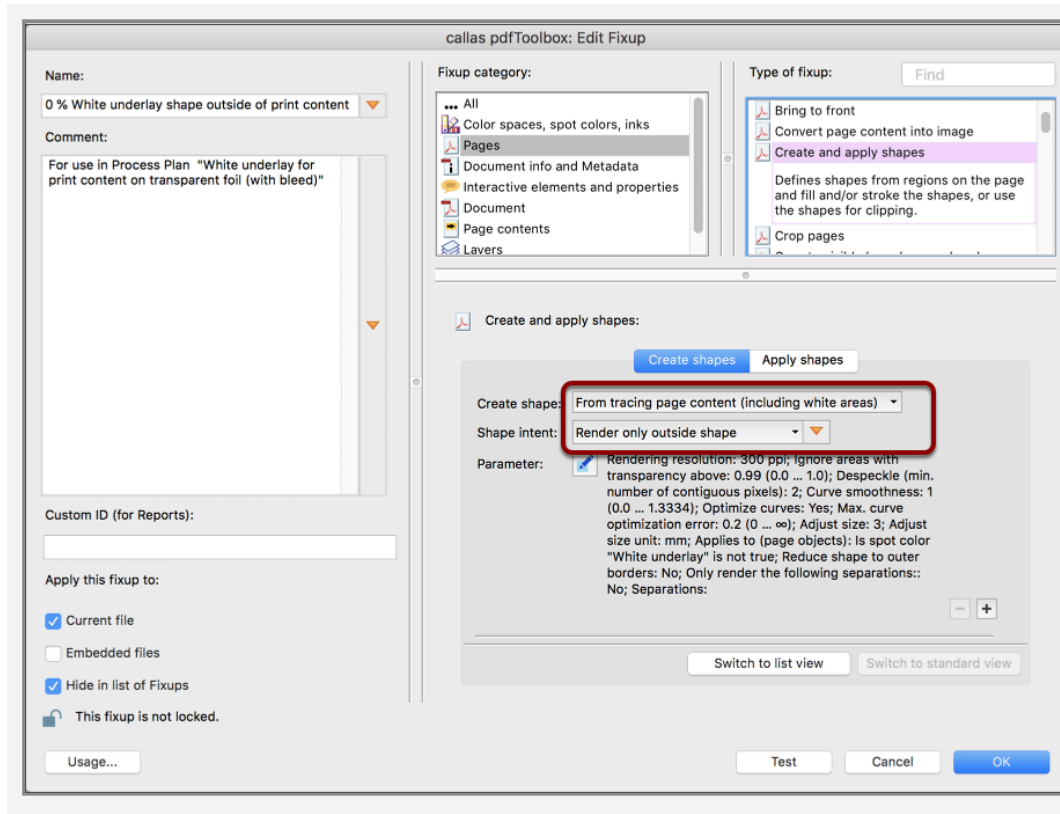 callas pdfToolbox: Edit Fixup
Name:
0 % White underlay shape outside of print content
Comment:
For use in Process Plan  "White underlay for
print content on transparent foil (with bleed)"
Custom ID (for Reports):
Apply this fixup to:
Current file
Embedded files
Hide in list of Fixups
This fixup is not locked.
Usage...
Fixup category:
... All
Color spaces, spot colors, inks
Pages
Document info and Metadata
Interactive elements and properties
Document
Page contents
Layers
Type of fixup:
Find
Bring to front
Convert page content into image
Create and apply shapes
Defines shapes from regions on the page
and fill and/or stroke the shapes, or use
the shapes for clipping.
Crop pages
Create and apply shapes:
Create shapes
Apply shapes
Create shape:
From tracing page content (including white areas)
Shape intent:
Render only outside shape
Parameter:
Rendering resolution: 300 ppi; Ignore areas with
transparency above: 0.99 (0.0 ... 1.0); Despeckle (min.
number of contiguous pixels): 2; Curve smoothness: 1
(0.0 ... 1.3334); Optimize curves: Yes; Max. curve
optimization error: 0.2 (0 ... ∞); Adjust size: 3; Adjust
size unit: mm; Applies to (page objects): Is spot color
"White underlay" is not true; Reduce shape to outer
borders: No; Only render the following separations::
No; Separations:
Switch to list view
Switch to standard view
Test
Cancel
OK